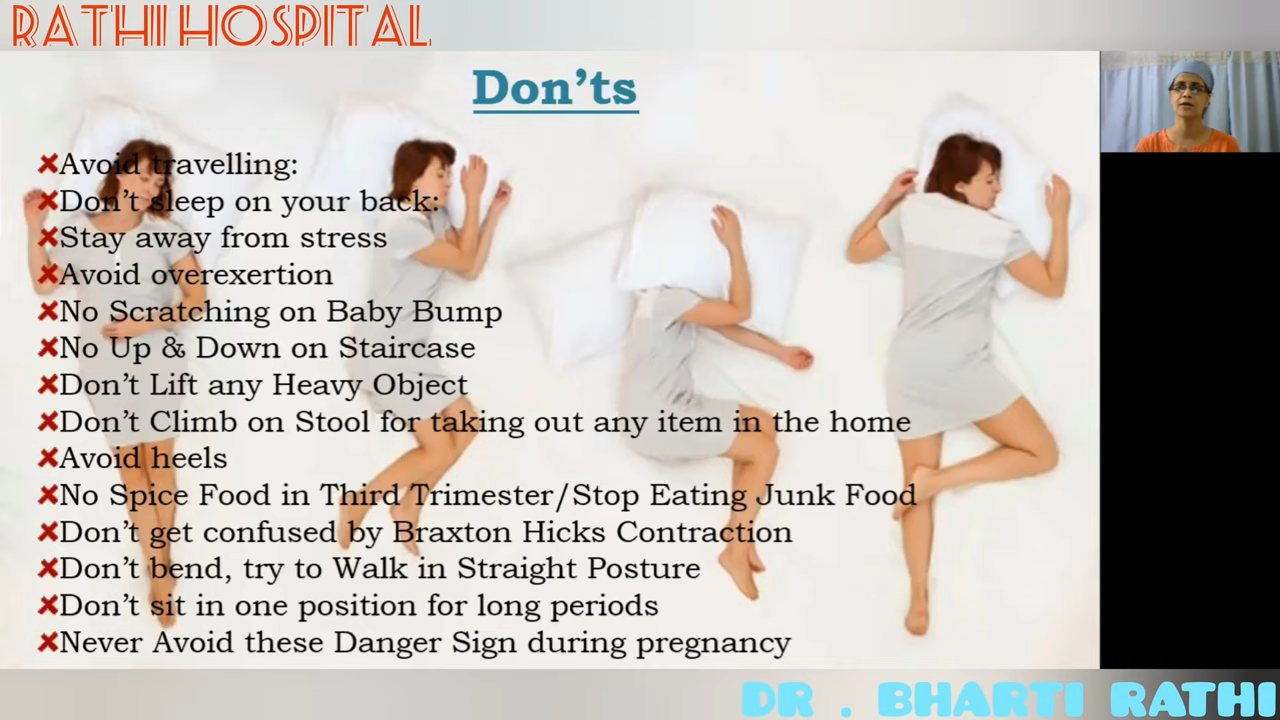 RATHI HOSPITAL
Don'ts
❌Avoid travelling:
❌Don't sleep on your back:
❌Stay away from stress
❌Avoid overexertion
❌No Scratching on Baby Bump
❌No Up & Down on Staircase
❌Don't Lift any Heavy Object
❌Don't Climb on Stool for taking out any item in the home
❌Avoid heels
❌No Spice Food in Third Trimester/Stop Eating Junk Food
❌Don't get confused by Braxton Hicks Contraction
❌Don't bend, try to Walk in Straight Posture
❌Don't sit in one position for long periods
❌Never Avoid these Danger Sign during pregnancy
DR . BHARTI RATHI